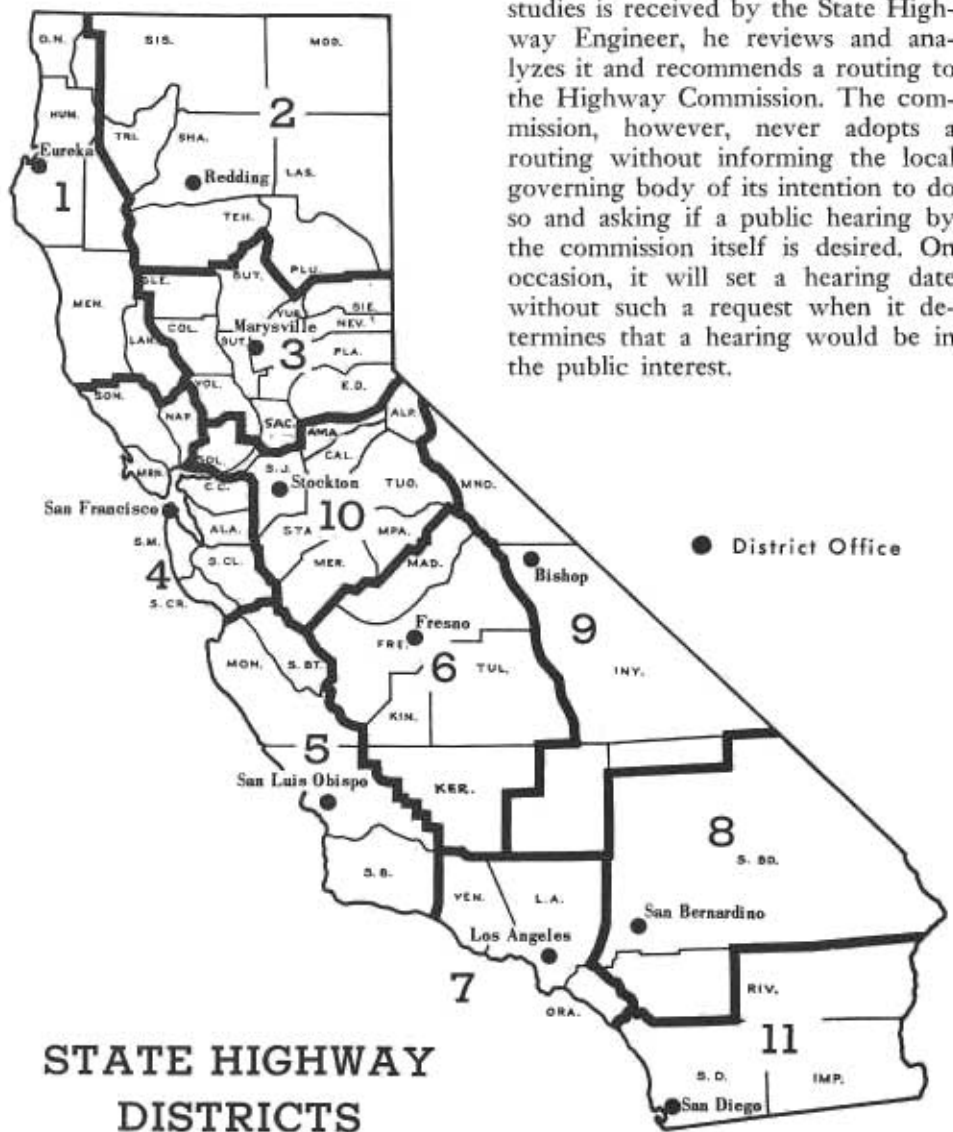 studies is received by the State High-
way Engineer, he reviews and ana-
lyzes it and recommends a routing to
the Highway Commission. The com-
mission, however, never adopts a
routing without informing the local
governing body of its intention to do
so and asking if a public hearing by
the commission itself is desired. On
occasion, it will set a hearing date
without such a request when it de-
termines that a hearing would be in
the public interest.
D.N.
SIS.
MOD.
HUM.
2
TRI.
SHA.
Eureka
Redding
LAS.
1
TEH.
PLU.
GLE.
BUT.
MEN.
SIE.
COL.
YUB.
NEV.
Marysville
LAK.
SUT.
3
PLA.
E.D.
SON.
YOL.
NAP.
SAC.
AMA.
ALP.
SOL.
CAL.
MRN.
S.J.
C.C.
Stockton
TUO.
MNO.
San Francisco
10
ALA.
STA
MPA.
S.M.
District Office
S.CL.
MER.
MAD.
4
Bishop
S.CR.
Fresno
9
FRE.
MON.
S.BT.
6
TUL.
INY.
KIN.
5
San Luis Obispo
KER.
8
S. BD.
S.B.
VEN.
L.A.
San Bernardino
Los Angeles
7
RIV.
ORA.
11
S.D.
IMP.
San Diego
STATE HIGHWAY
DISTRICTS